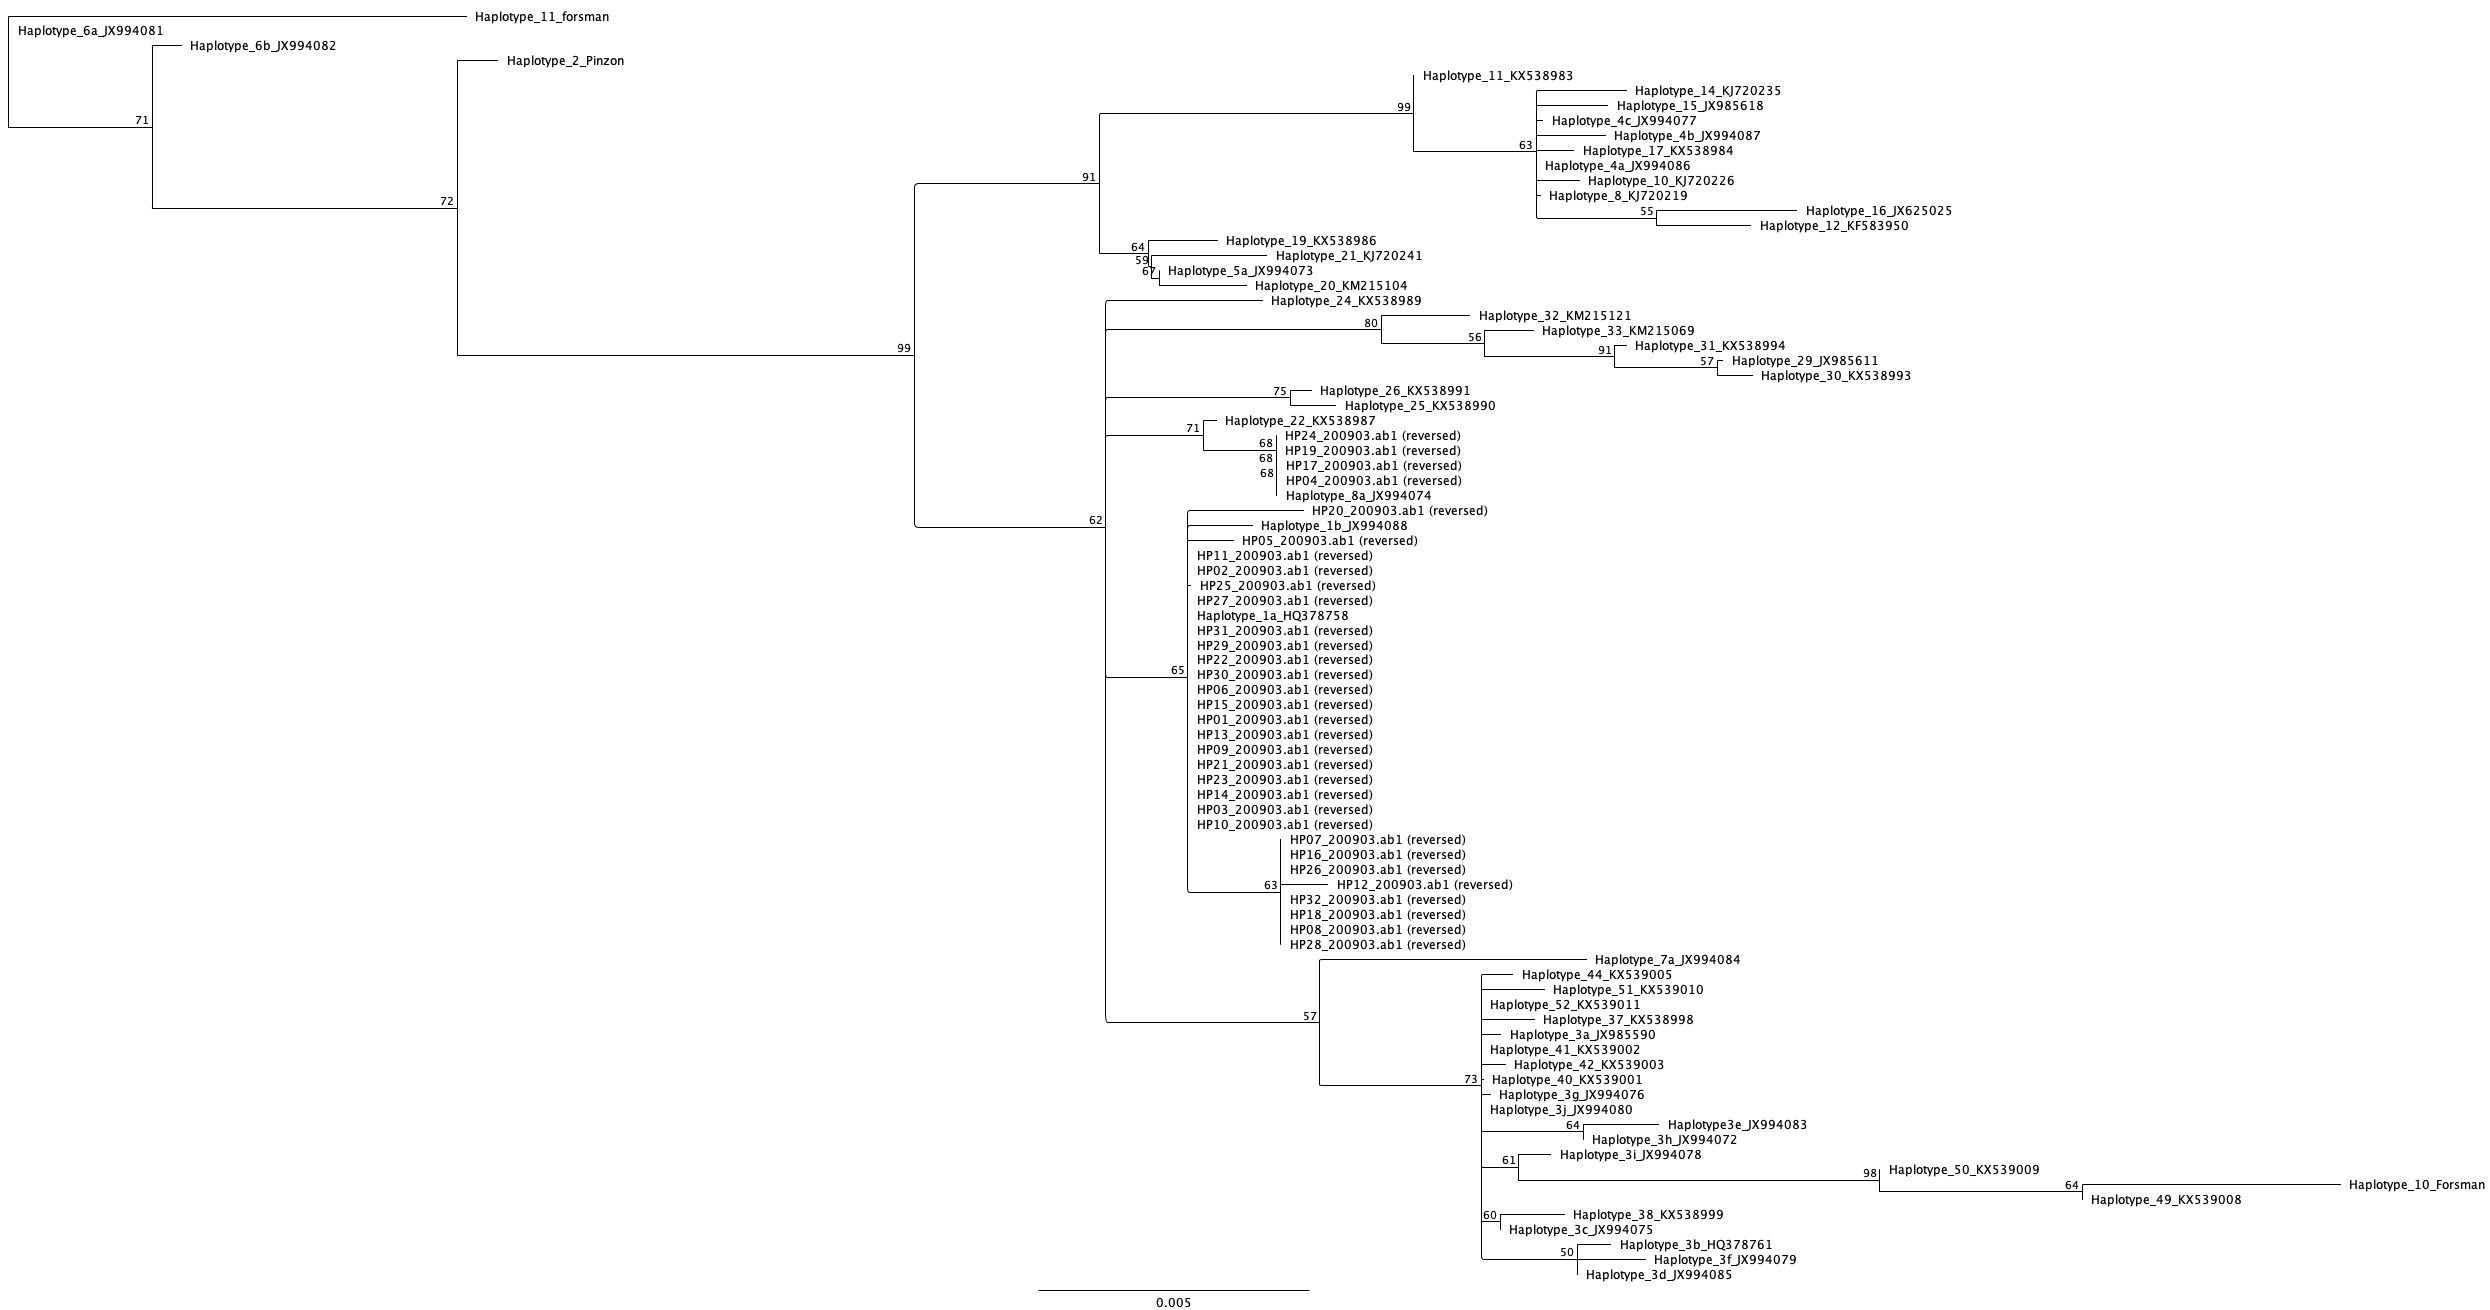 Haplotype_11_forsman
Haplotype_6a_JX994081
Haplotype_6b_JX994082
Haplotype_2_Pinzon
Haplotype_11_KX538983
Haplotype_14_KJ720235
99
Haplotype_15_JX985618
71
Haplotype_4c_JX994077
Haplotype_4b_JX994087
63
Haplotype_17_KX538984
Haplotype_4a_JX994086
91
Haplotype_10_KJ720226
72
Haplotype_8_KJ720219
55
Haplotype_16_JX625025
Haplotype_12_KF583950
64
Haplotype_19_KX538986
59
Haplotype_21_KJ720241
67
Haplotype_5a_JX994073
Haplotype_20_KM215104
Haplotype_24_KX538989
80
Haplotype_32_KM215121
56
Haplotype_33_KM215069
99
91
Haplotype_31_KX538994
57
Haplotype_29_JX985611
Haplotype_30_KX538993
75
Haplotype_26_KX538991
Haplotype_25_KX538990
71
Haplotype_22_KX538987
68
HP24_200903.ab1 (reversed)
68
HP19_200903.ab1 (reversed)
68
HP17_200903.ab1 (reversed)
HP04_200903.ab1 (reversed)
Haplotype_8a_JX994074
62
HP20_200903.ab1 (reversed)
Haplotype_1b_JX994088
HP05_200903.ab1 (reversed)
HP11_200903.ab1 (reversed)
HP02_200903.ab1 (reversed)
HP25_200903.ab1 (reversed)
HP27_200903.ab1 (reversed)
Haplotype_1a_HQ378758
HP31_200903.ab1 (reversed)
HP29_200903.ab1 (reversed)
HP22_200903.ab1 (reversed)
65
HP30_200903.ab1 (reversed)
HP06_200903.ab1 (reversed)
HP15_200903.ab1 (reversed)
HP01_200903.ab1 (reversed)
HP13_200903.ab1 (reversed)
HP09_200903.ab1 (reversed)
HP21_200903.ab1 (reversed)
HP23_200903.ab1 (reversed)
HP14_200903.ab1 (reversed)
HP03_200903.ab1 (reversed)
HP10_200903.ab1 (reversed)
HP07_200903.ab1 (reversed)
HP16_200903.ab1 (reversed)
HP26_200903.ab1 (reversed)
63
HP12_200903.ab1 (reversed)
HP32_200903.ab1 (reversed)
HP18_200903.ab1 (reversed)
HP08_200903.ab1 (reversed)
HP28_200903.ab1 (reversed)
Haplotype_7a_JX994084
Haplotype_44_KX539005
Haplotype_51_KX539010
Haplotype_52_KX539011
57
Haplotype_37_KX538998
Haplotype_3a_JX985590
Haplotype_41_KX539002
Haplotype_42_KX539003
73
Haplotype_40_KX539001
Haplotype_3g_JX994076
Haplotype_3j_JX994080
64
Haplotype3e_JX994083
Haplotype_3h_JX994072
61
Haplotype_3i_JX994078
98
Haplotype_50_KX539009
64
Haplotype_10_Forsman
Haplotype_49_KX539008
60
Haplotype_38_KX538999
Haplotype_3c_JX994075
50
Haplotype_3b_HQ378761
Haplotype_3f_JX994079
Haplotype_3d_JX994085
0.005